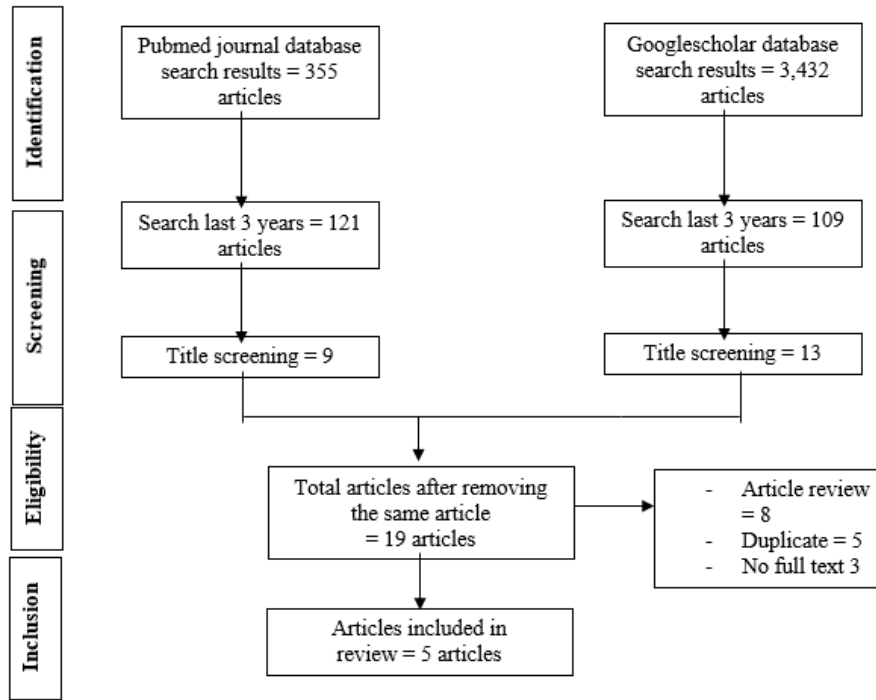 Identification
Pubmed journal database
search results = 355
articles
Googlescholar database
search results = 3,432
articles
Screening
Search last 3 years = 121
articles
Search last 3 years = 109
articles
Title screening = 9
Title screening = 13
Eligibility
Total articles after removing
the same article
= 19 articles
- Article review
= 8
- Duplicate = 5
- No full text 3
Inclusion
Articles included in
review = 5 articles